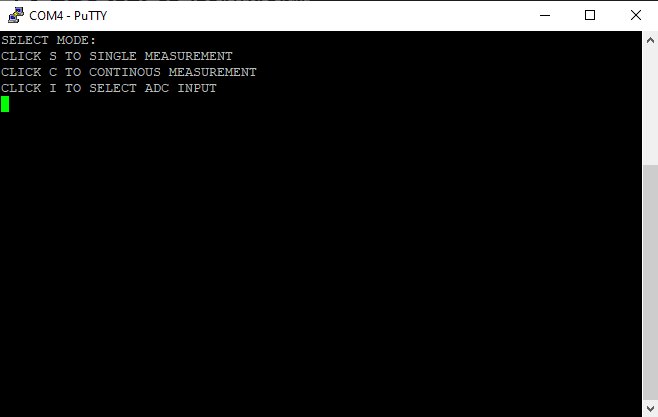 COM4 - PuTTY
SELECT MODE:
CLICK S TO SINGLE MEASUREMENT
CLICK C TO CONTINOUS MEASUREMENT
CLICK I TO SELECT ADC INPUT